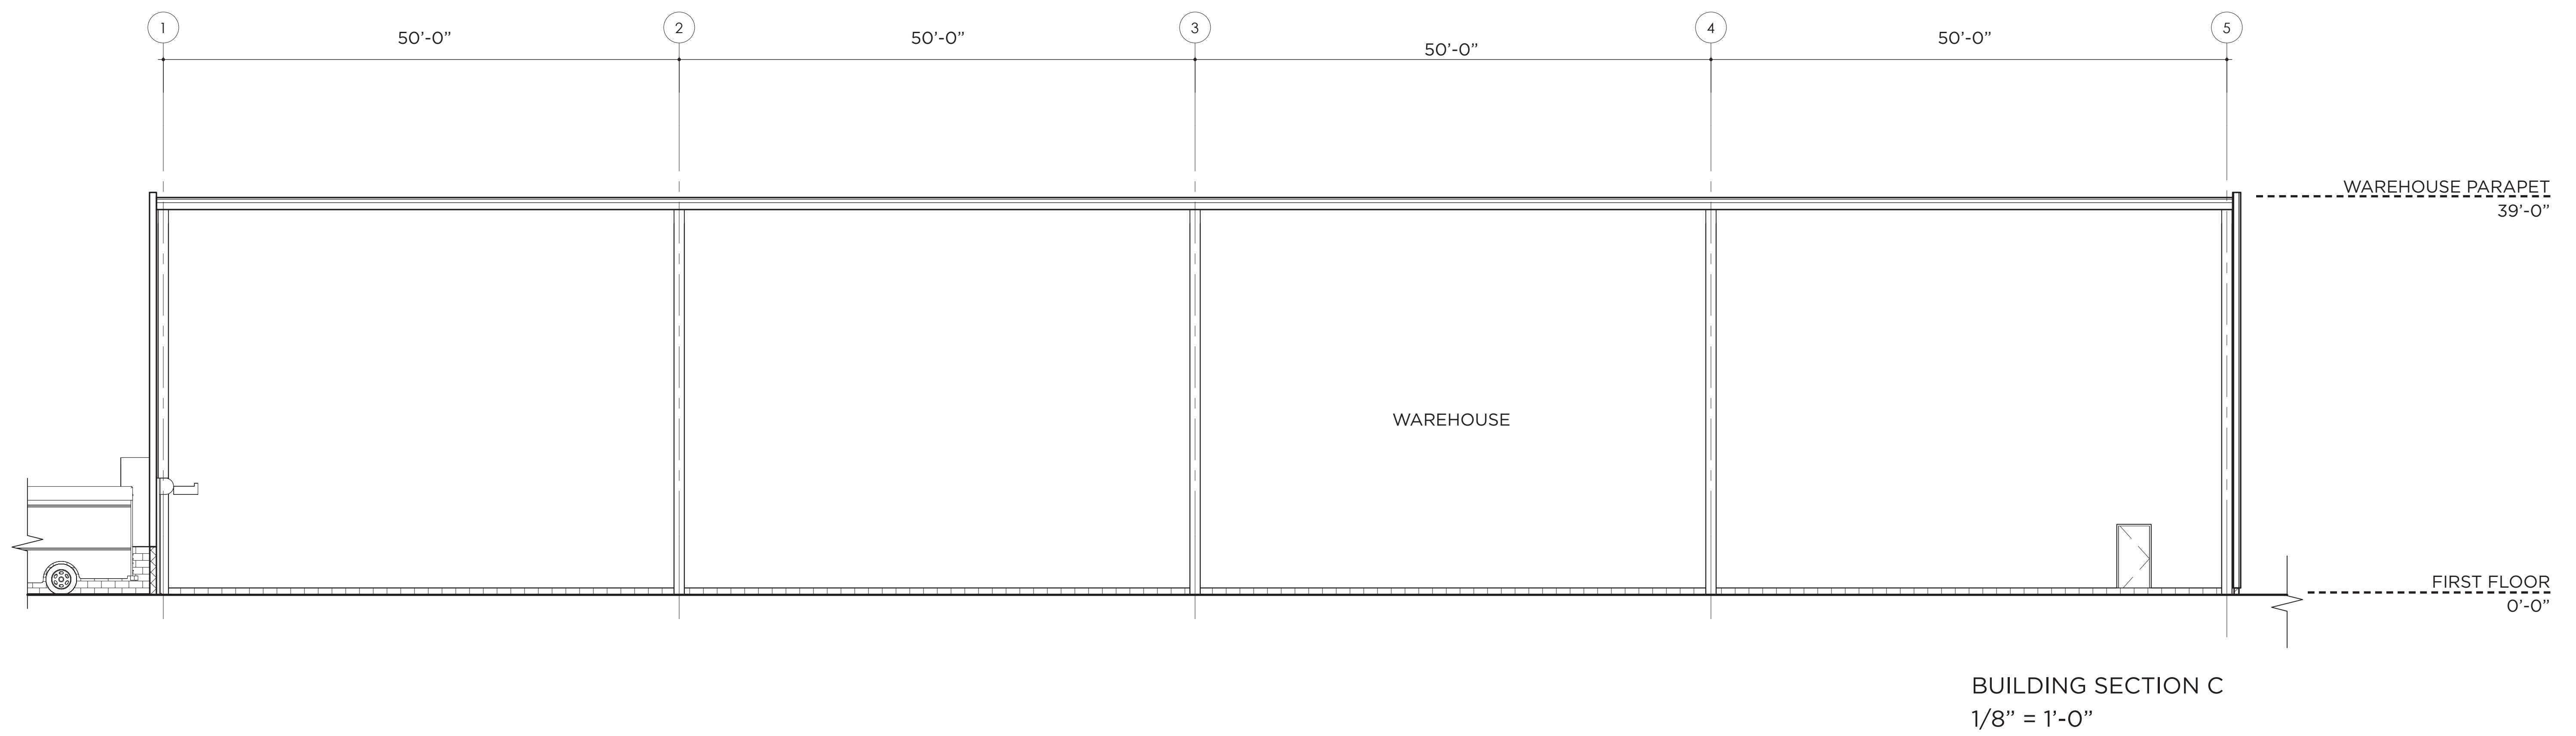 1 2 3 4 5
50’-0” 50’-0” 50’-0” 50’-0”
WAREHOUSE PARAPET
39’-0”
WAREHOUSE
FIRST FLOOR
0’-0”
BUILDING SECTION C
1/8” = 1’-0”